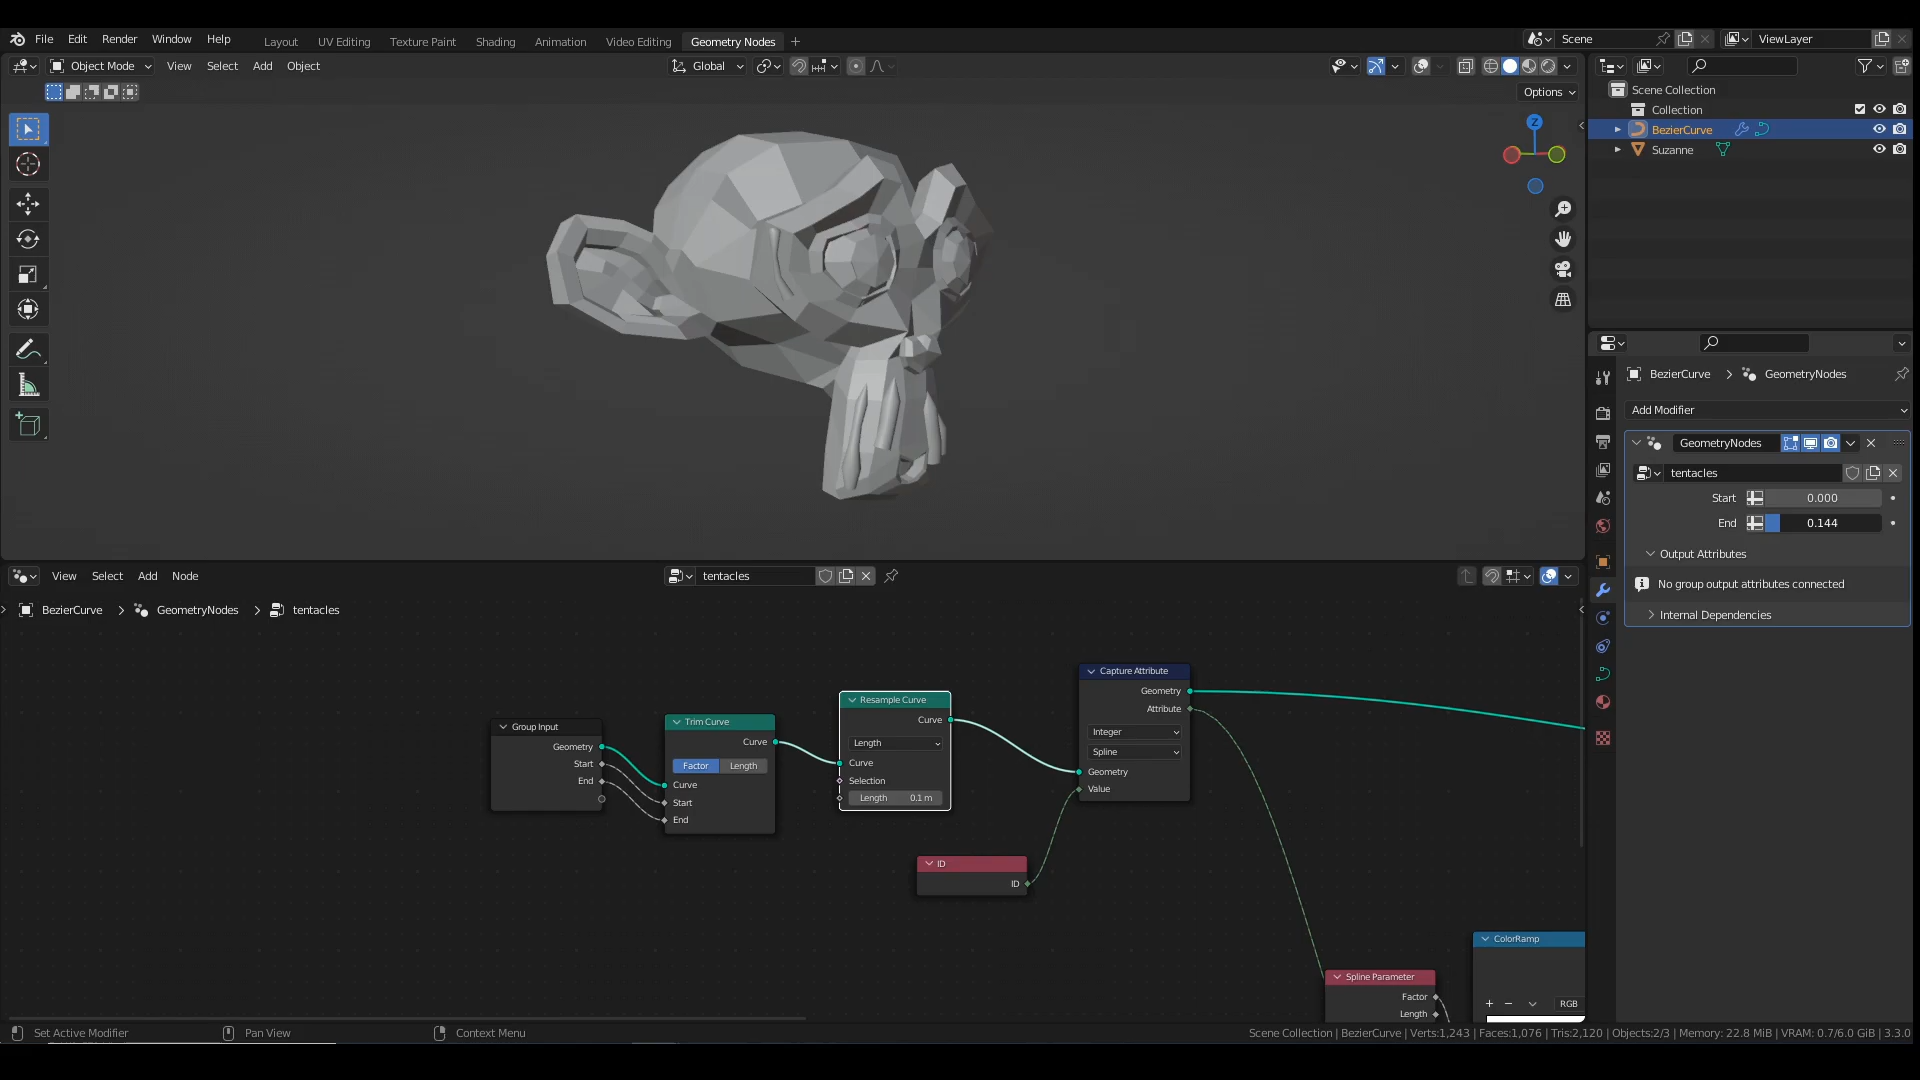 File Edit Render Window Help Layout UV Editing Texture Paint Shading Animation Video Editing Geometry Nodes + Scene ViewLayer
Object Mode View Select Add Object Global
Options
Z
Scene Collection
Collection
BezierCurve
Suzanne
BezierCurve > GeometryNodes
Add Modifier
GeometryNodes
tentacles
Start 0.000
End 0.144
Output Attributes
No group output attributes connected
Internal Dependencies
View Select Add Node tentacles
BezierCurve > GeometryNodes > tentacles
Group Input
Geometry
Start
End
Trim Curve
Curve
Factor Length
Curve
Start
End
Resample Curve
Curve
Length
Curve
Selection
Length 0.1 m
Capture Attribute
Geometry
Attribute
Integer
Spline
Geometry
Value
ID
ID
Spline Parameter
Factor
Length
ColorRamp
RGB
Set Active Modifier Pan View Context Menu Scene Collection | BezierCurve | Verts:1,243 | Faces:1,076 | Tris:2,120 | Objects:2/3 | Memory: 22.8 MiB | VRAM: 0.7/6.0 GiB | 3.3.0